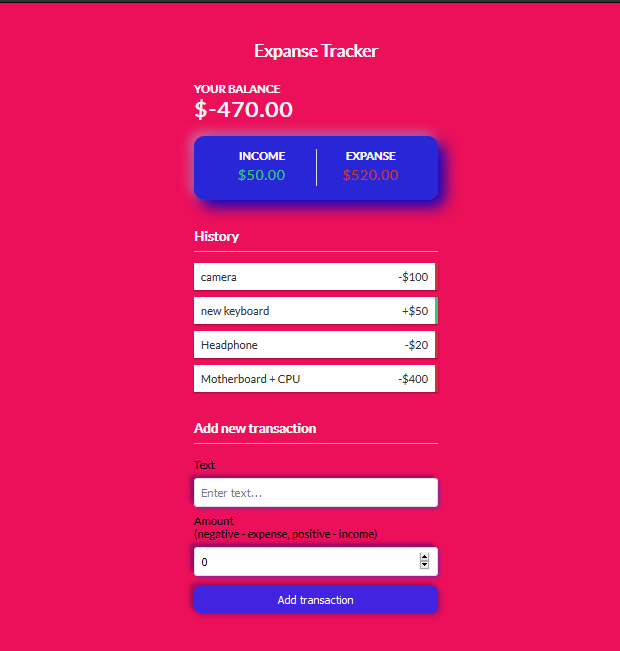 Expanse Tracker
YOUR BALANCE
$-470.00
INCOME EXPANSE
$50.00 $520.00
History
camera -$100
new keyboard +$50
Headphone -$20
Motherboard + CPU -$400
Add new transaction
Text
Enter text...
Amount
(negative - expense, positive - income)
0
Add transaction